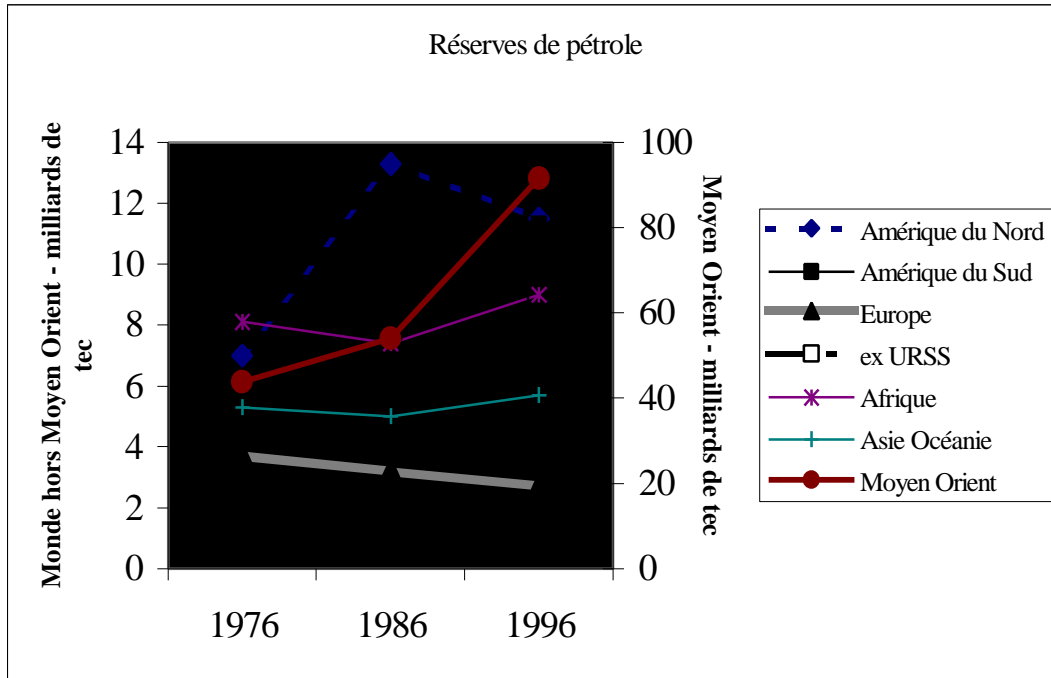 Réserves de pétrole
Monde hors Moyen Orient - milliards de
tec
14
12
10
8
6
4
2
0
100
80
60
40
20
0
Moyen Orient - milliards de tec
1976
1986
1996
Amérique du Nord
Amérique du Sud
Europe
ex URSS
Afrique
Asie Océanie
Moyen Orient